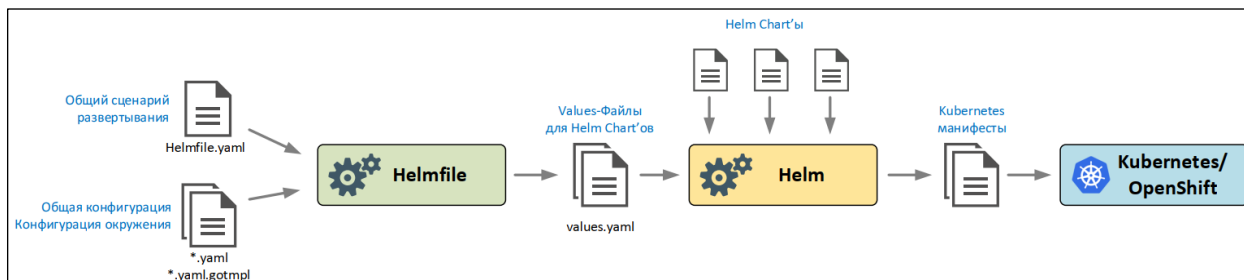 Helm Chart'ы
Общий сценарий
развертывания
Helmfile.yaml
Values-Файлы
для Helm Chart'ов
Kubernetes
манифесты
Helmfile
Helm
Kubernetes/
OpenShift
Общая конфигурация
Конфигурация окружения
values.yaml
*.yaml
*.yaml.gotmpl